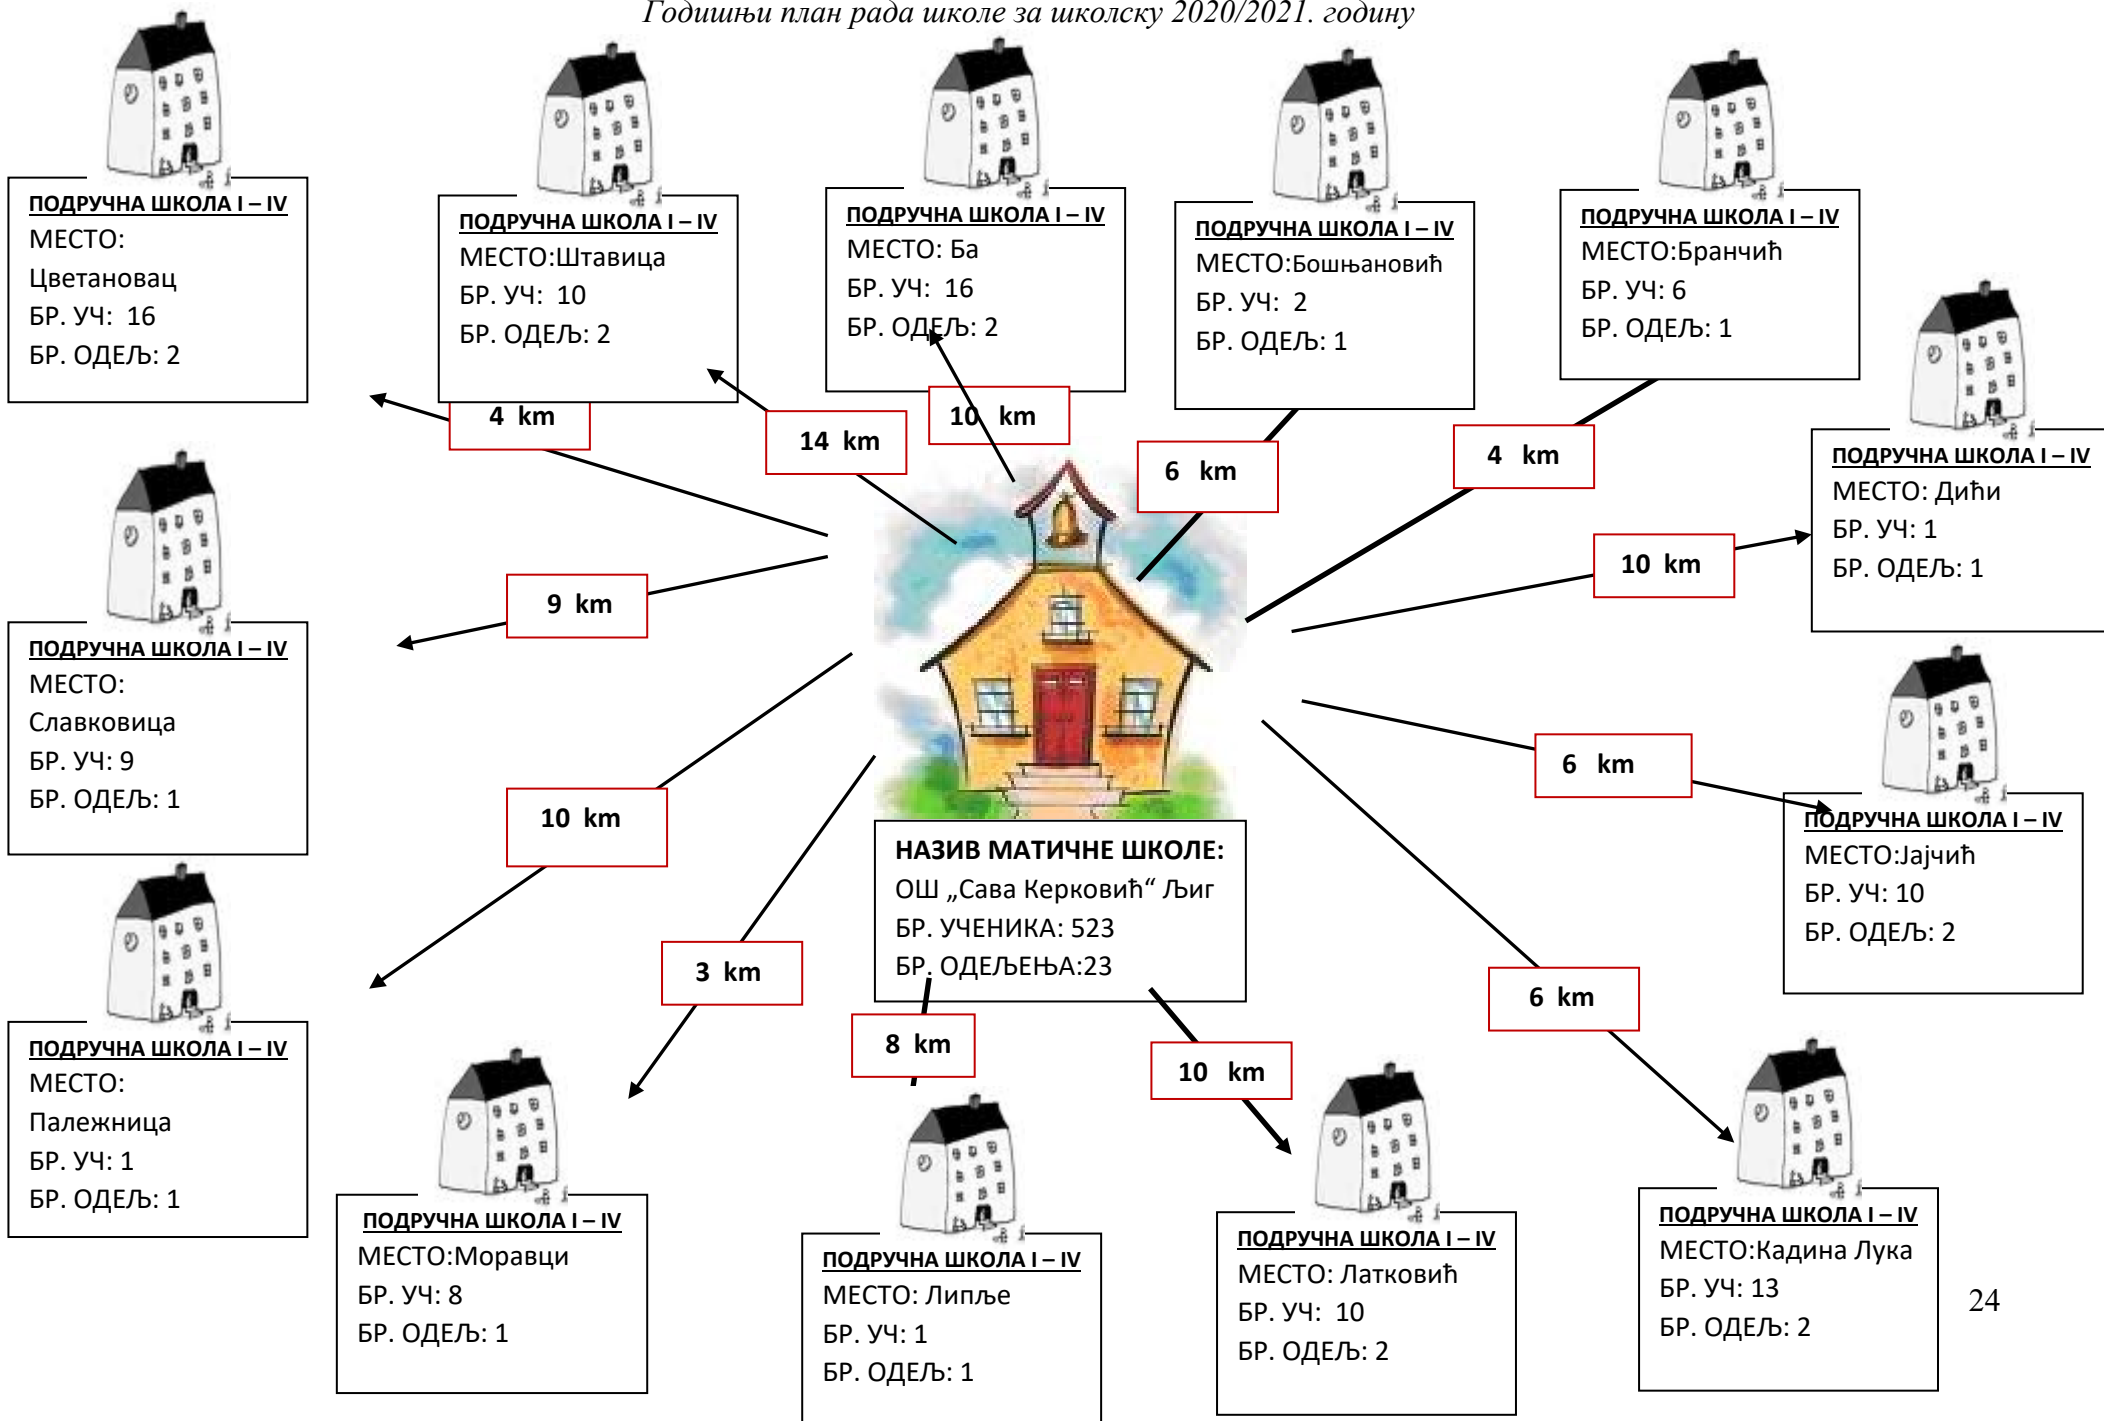 Годишњи план рада школе за школску 2020/2021. годину
ПОДРУЧНА ШКОЛА I – IV
МЕСТО:
Цветановац
БР. УЧ: 16
БР. ОДЕЉ: 2
ПОДРУЧНА ШКОЛА I – IV
МЕСТО:Штавица
БР. УЧ: 10
БР. ОДЕЉ: 2
ПОДРУЧНА ШКОЛА I – IV
МЕСТО: Ба
БР. УЧ: 16
БР. ОДЕЉ: 2
ПОДРУЧНА ШКОЛА I – IV
МЕСТО:Бошњановић
БР. УЧ: 2
БР. ОДЕЉ: 1
ПОДРУЧНА ШКОЛА I – IV
МЕСТО:Бранчић
БР. УЧ: 6
БР. ОДЕЉ: 1
4 km
14 km
10 km
6 km
4 km
ПОДРУЧНА ШКОЛА I – IV
МЕСТО: Дићи
БР. УЧ: 1
БР. ОДЕЉ: 1
10 km
9 km
ПОДРУЧНА ШКОЛА I – IV
МЕСТО:
Славковица
БР. УЧ: 9
БР. ОДЕЉ: 1
6 km
10 km
ПОДРУЧНА ШКОЛА I – IV
МЕСТО:Јајчић
БР. УЧ: 10
БР. ОДЕЉ: 2
НАЗИВ МАТИЧНЕ ШКОЛЕ:
ОШ „Сава Керковић“ Љиг
БР. УЧЕНИКА: 523
БР. ОДЕЉЕЊА:23
3 km
6 km
8 km
10 km
ПОДРУЧНА ШКОЛА I – IV
МЕСТО:
Палежница
БР. УЧ: 1
БР. ОДЕЉ: 1
ПОДРУЧНА ШКОЛА I – IV
МЕСТО:Моравци
БР. УЧ: 8
БР. ОДЕЉ: 1
ПОДРУЧНА ШКОЛА I – IV
МЕСТО: Липље
БР. УЧ: 1
БР. ОДЕЉ: 1
ПОДРУЧНА ШКОЛА I – IV
МЕСТО: Латковић
БР. УЧ: 10
БР. ОДЕЉ: 2
ПОДРУЧНА ШКОЛА I – IV
МЕСТО:Кадина Лука
БР. УЧ: 13
БР. ОДЕЉ: 2
24